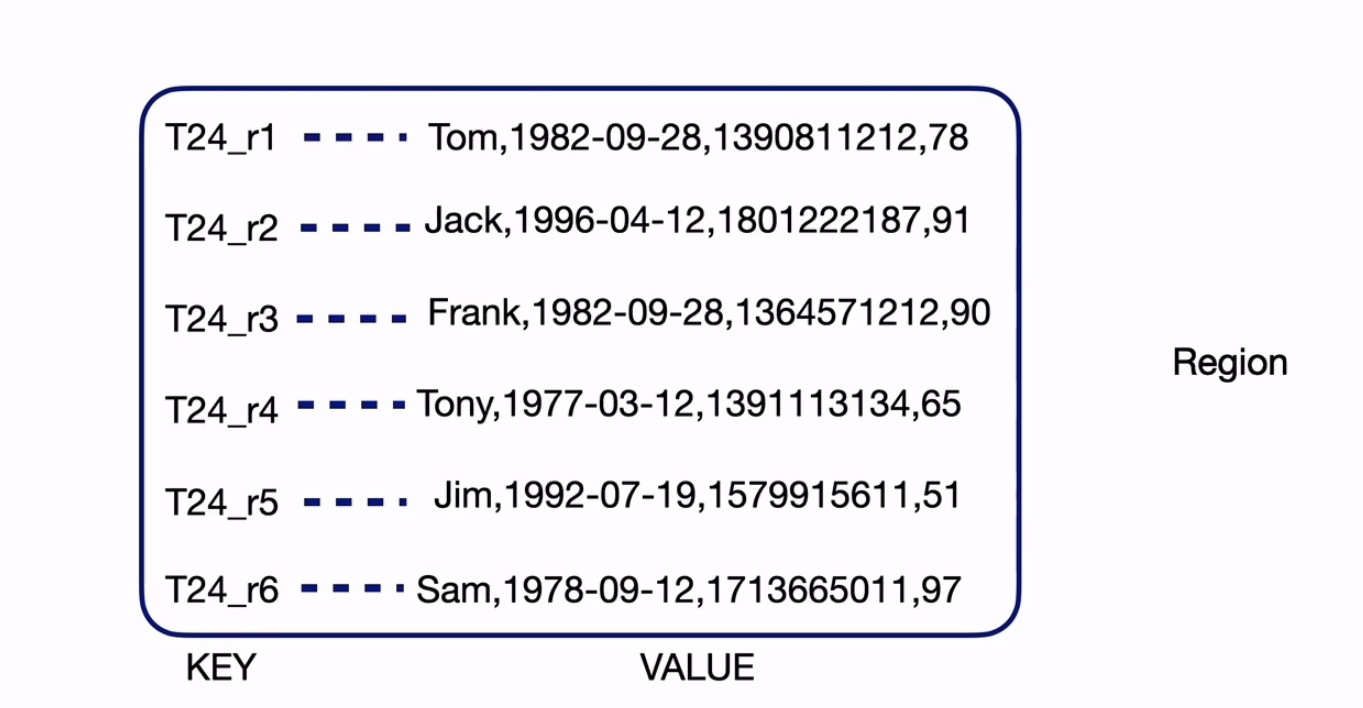 T24_r1 Tom,1982-09-28,1390811212,78
T24_r2 Jack,1996-04-12,1801222187,91
T24_r3 Frank,1982-09-28,1364571212,90
Region
T24_r4 Tony,1977-03-12,1391113134,65
T24_r5 Jim,1992-07-19,1579915611,51
T24_r6 Sam,1978-09-12,1713665011,97
KEY VALUE